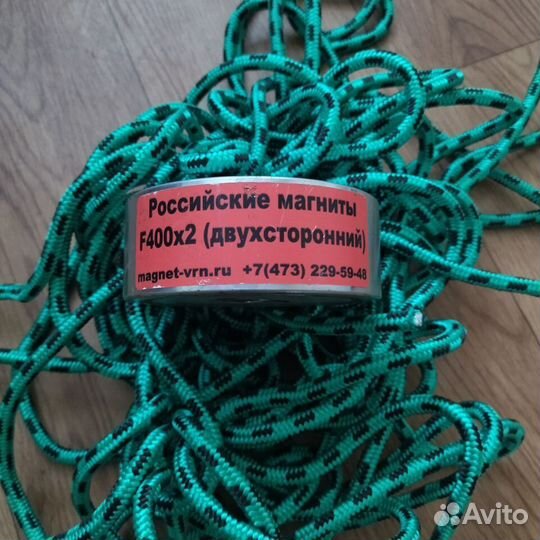 Российские магниты
F400x2 (двухсторонний)
magnet-vrn.ru +7(473) 229-59-48
Avito